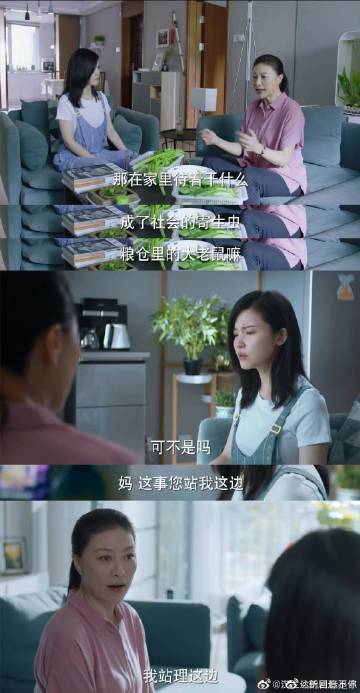 那在家里待着干什么
成了社会的寄生虫
粮仓里的大老鼠嘛
可不是吗
妈 这事您站我这边
我站理这边